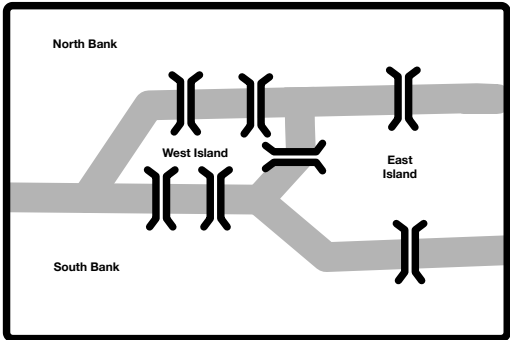 North Bank
West Island
East
Island
South Bank